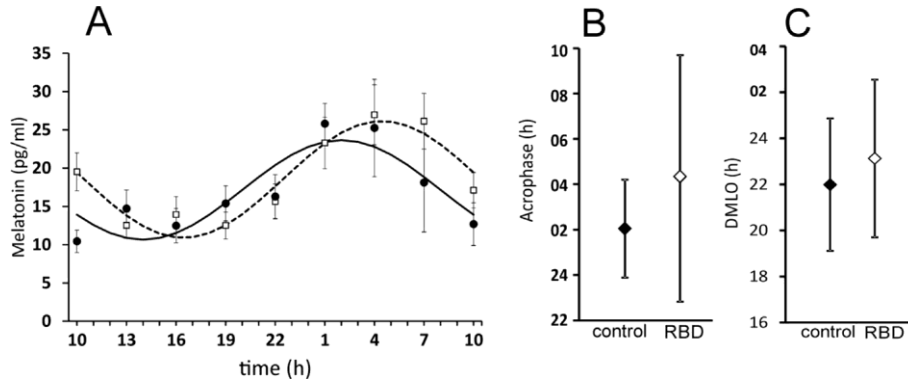 A
Melatonin (pg/ml)
40
35
30
25
20
15
10
5
0
10 13 16 19 22 1 4 7 10
time (h)
B
Acrophase (h)
10
08
06
04
02
24
22
control RBD
C
DMLO (h)
04
02
23
22
20
18
16
control RBD